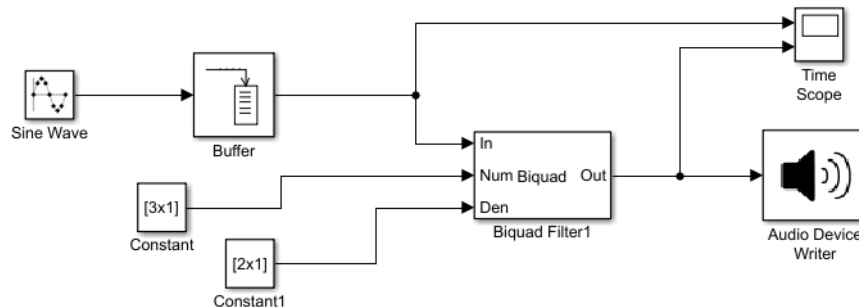 Time
Scope
Sine Wave
Buffer
In
Num
Biquad
Out
Den
Biquad Filter1
[3x1]
Constant
[2x1]
Constant1
Audio Device
Writer